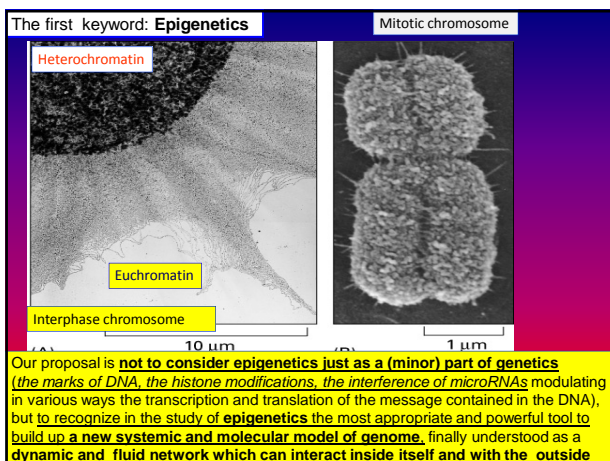 The first keyword: Epigenetics
Mitotic chromosome
Heterochromatin
Euchromatin
Interphase chromosome
10 μm
1 μm
(A)
(B)
Our proposal is not to consider epigenetics just as a (minor) part of genetics
(the marks of DNA, the histone modifications, the interference of microRNAs modulating
in various ways the transcription and translation of the message contained in the DNA),
but to recognize in the study of epigenetics the most appropriate and powerful tool to
build up a new systemic and molecular model of genome, finally understood as a
dynamic and fluid network which can interact inside itself and with the outside